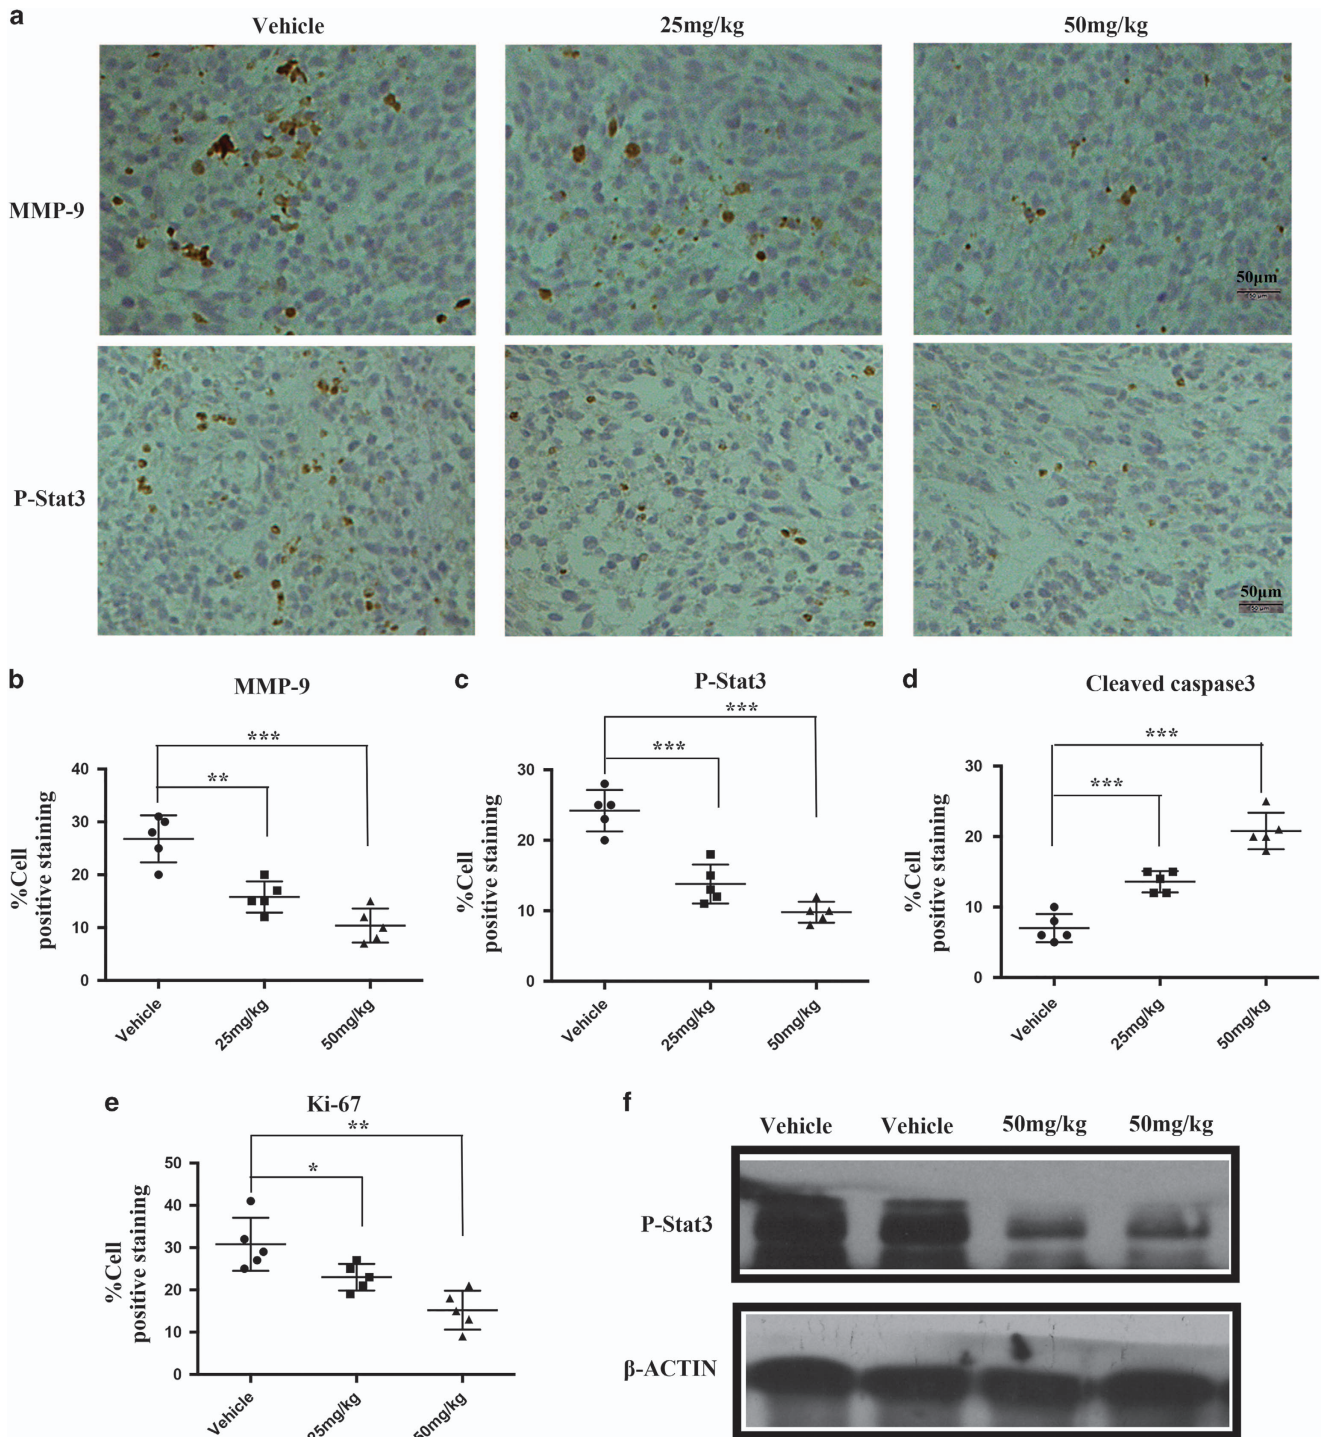 a
Vehicle 25mg/kg 50mg/kg
MMP-9
50µm
50 µm
P-Stat3
50µm
50 µm
b
MMP-9
***
**
%Cell
positive staining
40
30
20
10
0
Vehicle
25mg/kg
50mg/kg
c
P-Stat3
***
***
%Cell
positive staining
30
20
10
0
Vehicle
25mg/kg
50mg/kg
d
Cleaved caspase3
***
***
%Cell
positive staining
30
20
10
0
Vehicle
25mg/kg
50mg/kg
e
Ki-67
**
*
%Cell
positive staining
50
40
30
20
10
0
Vehicle
25mg/kg
50mg/kg
f
Vehicle Vehicle 50mg/kg 50mg/kg
P-Stat3
β-ACTIN